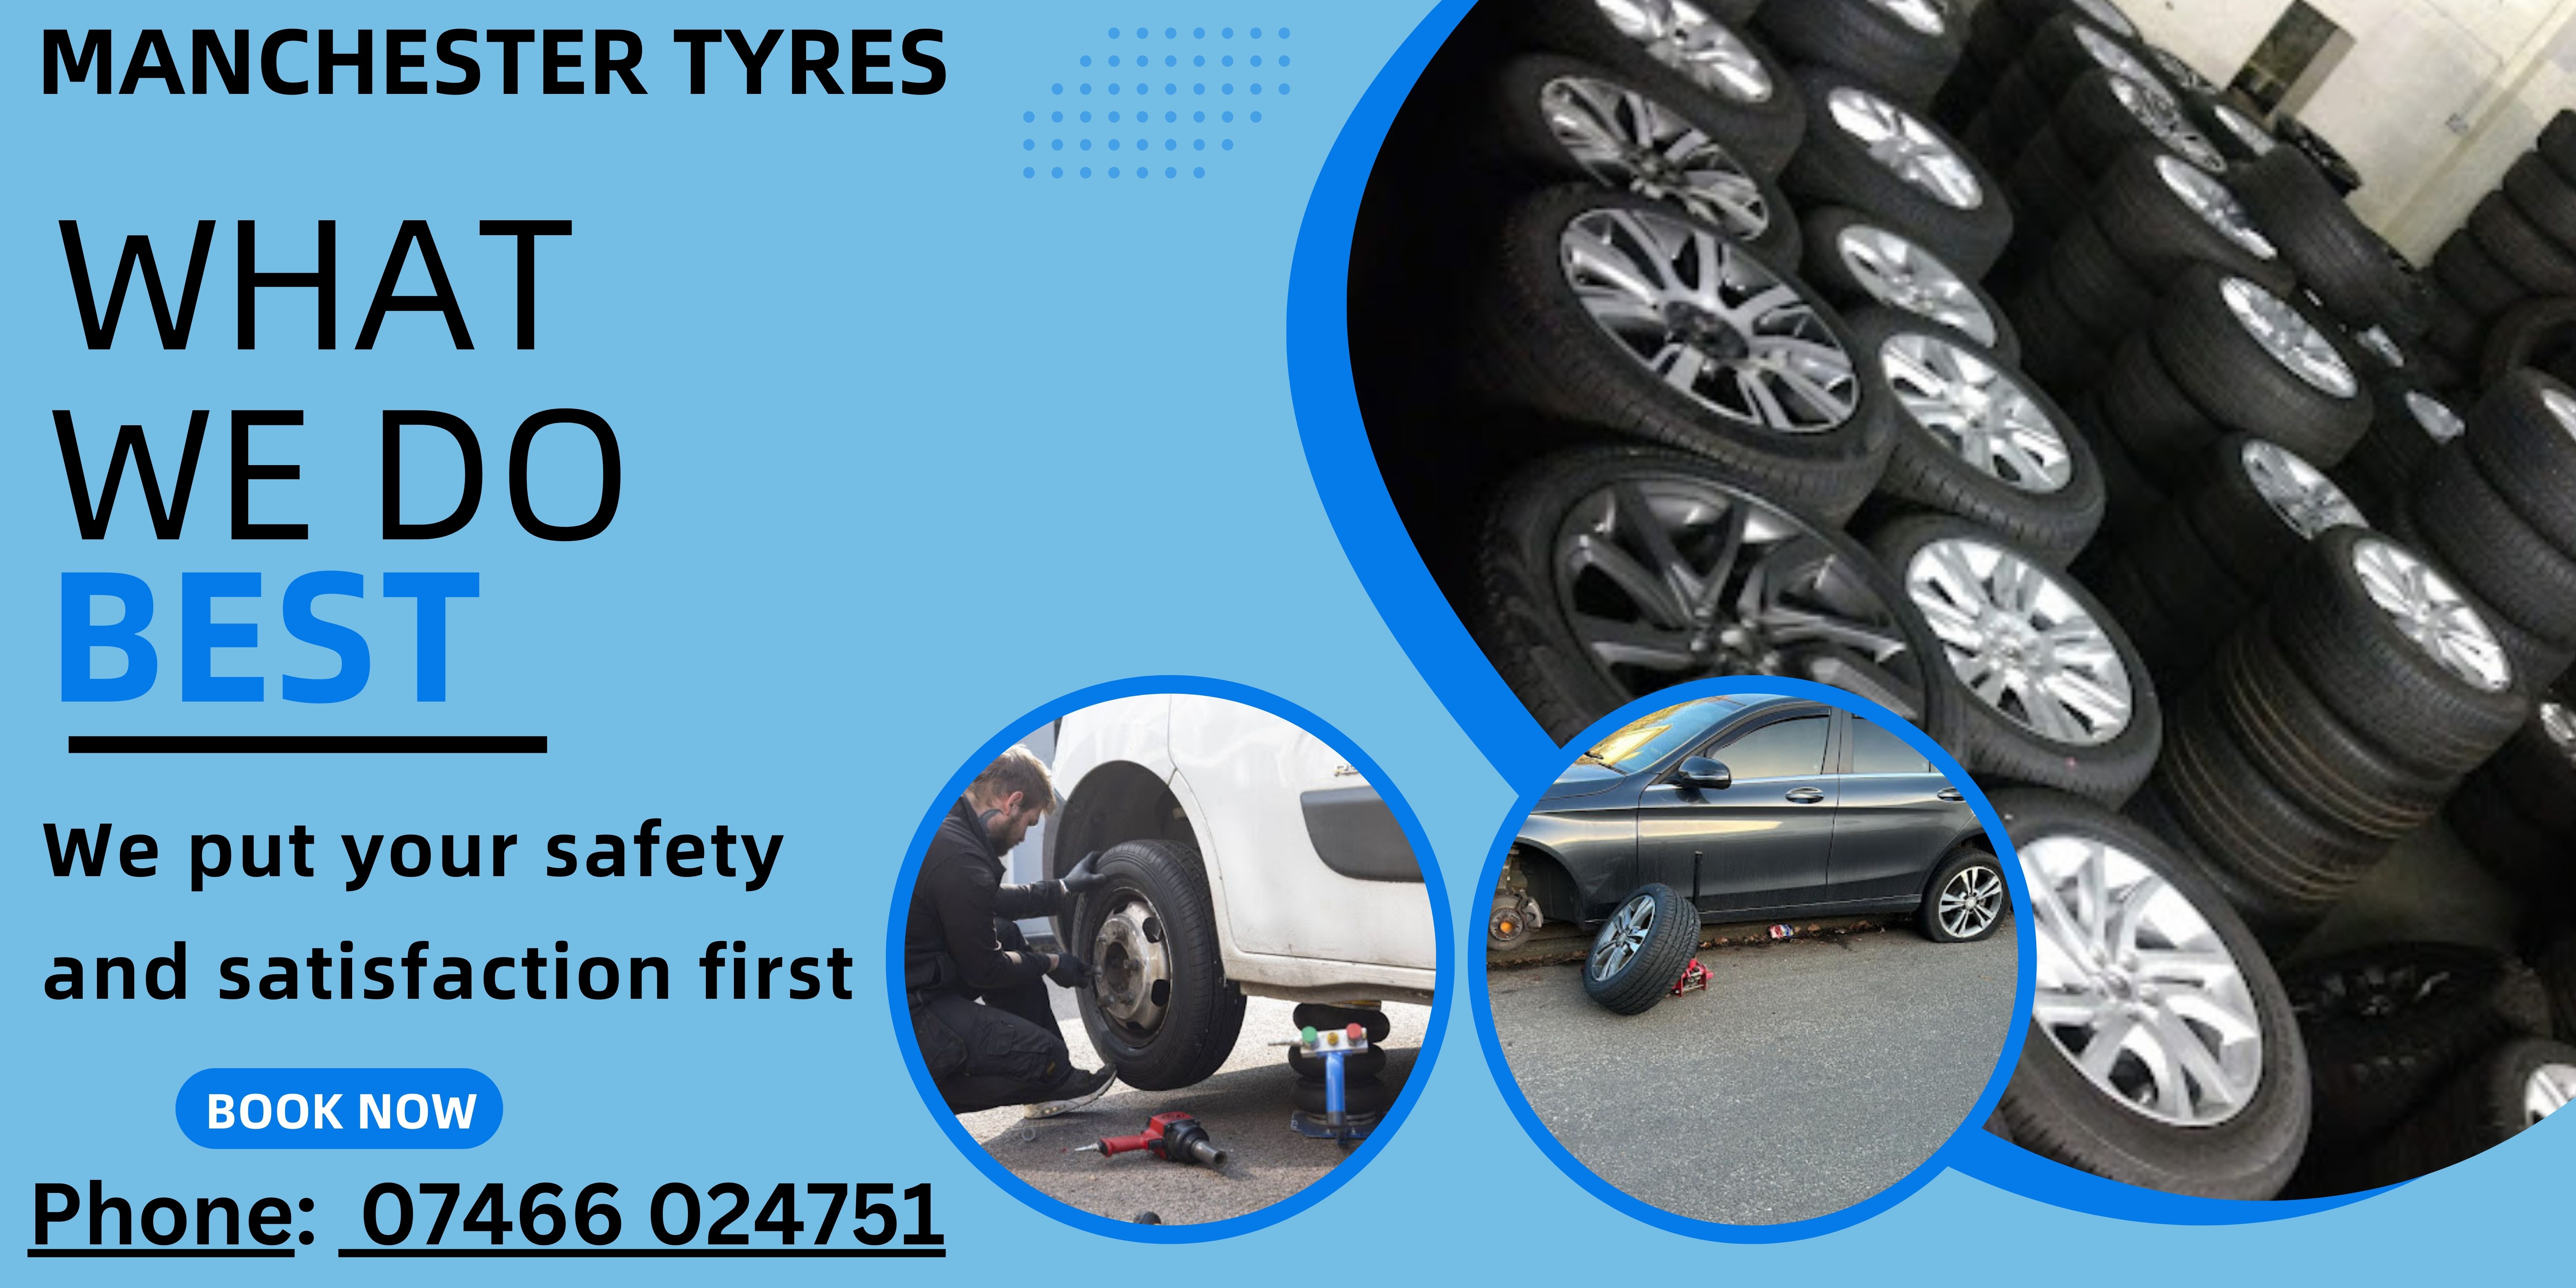 MANCHESTER TYRES
WHAT
WE DO
BEST
We put your safety
and satisfaction first
BOOK NOW
Phone: 07466 024751